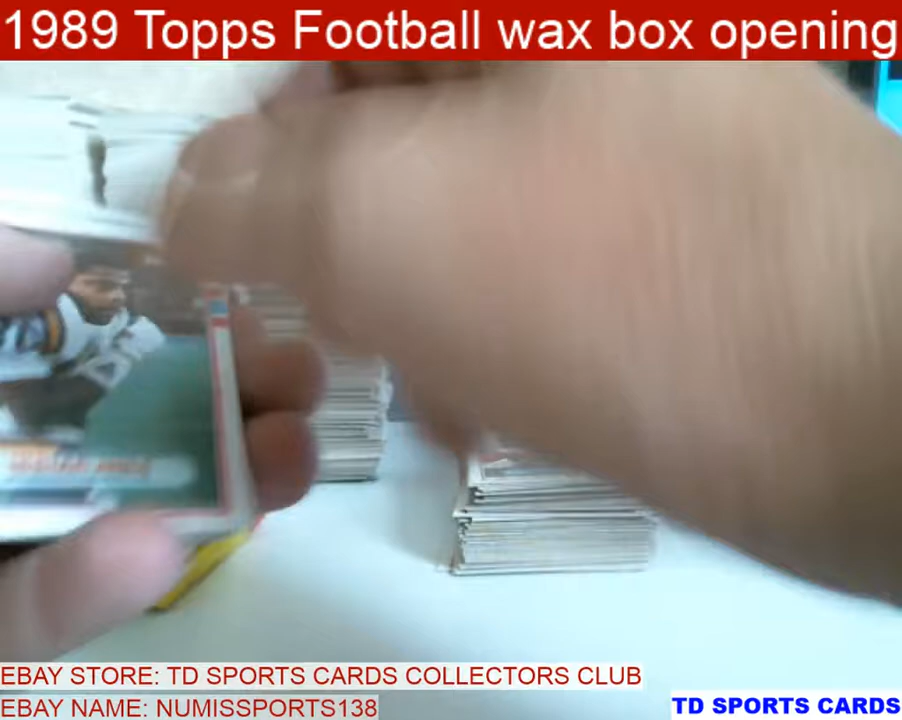 1989 Topps Football wax box opening
EBAY STORE: TD SPORTS CARDS COLLECTORS CLUB
EBAY NAME: NUMISSPORTS138
TD SPORTS CARDS